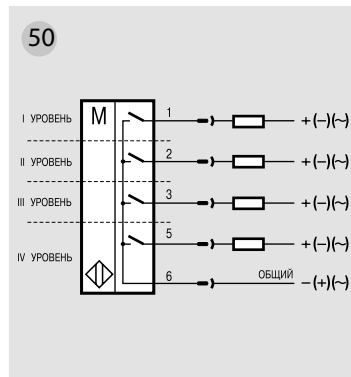 50
I УРОВЕНЬ M 1 +(–)(~)
II УРОВЕНЬ 2 +(–)(~)
III УРОВЕНЬ 3 +(–)(~)
5 +(–)(~)
IV УРОВЕНЬ
6 ОБЩИЙ –(+)(~)